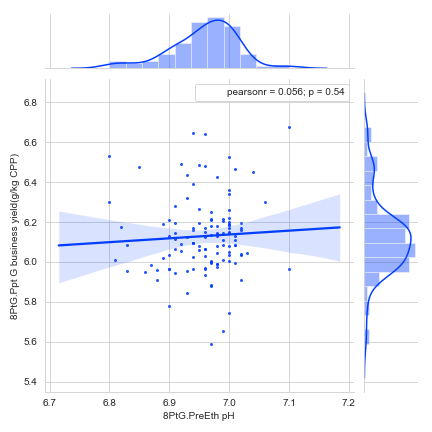 pearsonr = 0.056; p = 0.54
8PtG.Ppt G business yield(g/kg CPP)
6.8
6.6
6.4
6.2
6.0
5.8
5.6
5.4
6.7 6.8 6.9 7.0 7.1 7.2
8PtG.PreEth pH